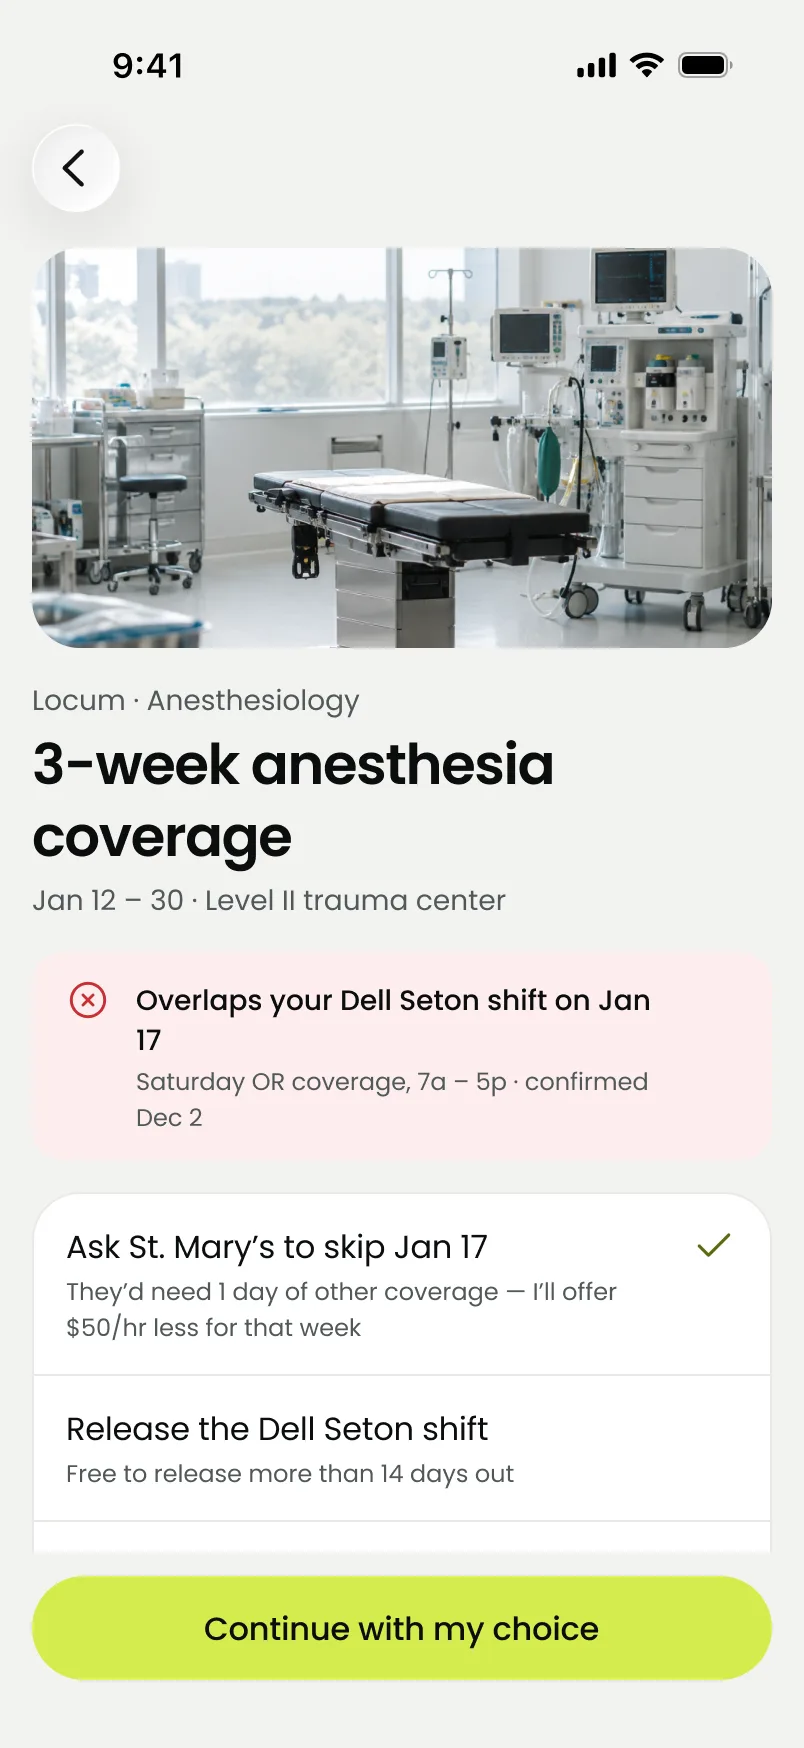 9:41
Locum · Anesthesiology
3-week anesthesia
coverage
Jan 12 – 30 · Level II trauma center
Overlaps your Dell Seton shift on Jan
17
Saturday OR coverage, 7a – 5p · confirmed
Dec 2
Ask St. Mary’s to skip Jan 17
They’d need 1 day of other coverage — I’ll offer
$50/hr less for that week
Release the Dell Seton shift
Free to release more than 14 days out
Continue with my choice